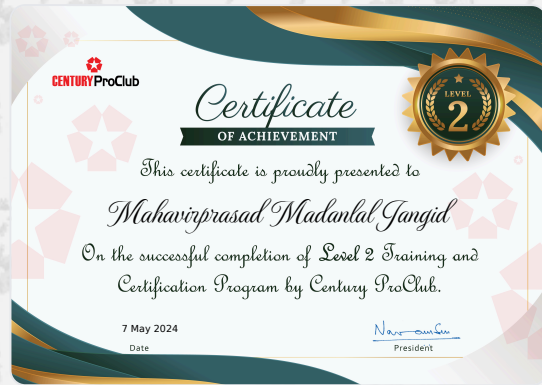 CENTURY ProClub
Certificate
OF ACHIEVEMENT
LEVEL
2
This certificate is proudly presented to
Mahavirprasad Madanlal Jangid
On the successful completion of Level 2 Training and
Certification Program by Century ProClub.
7 May 2024
Date
President